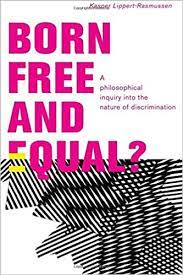 Kasper Lippert-Rasmussen
BORN
FREE
AND
EQUAL?
A
philosophical
inquiry into the
nature of discrimination